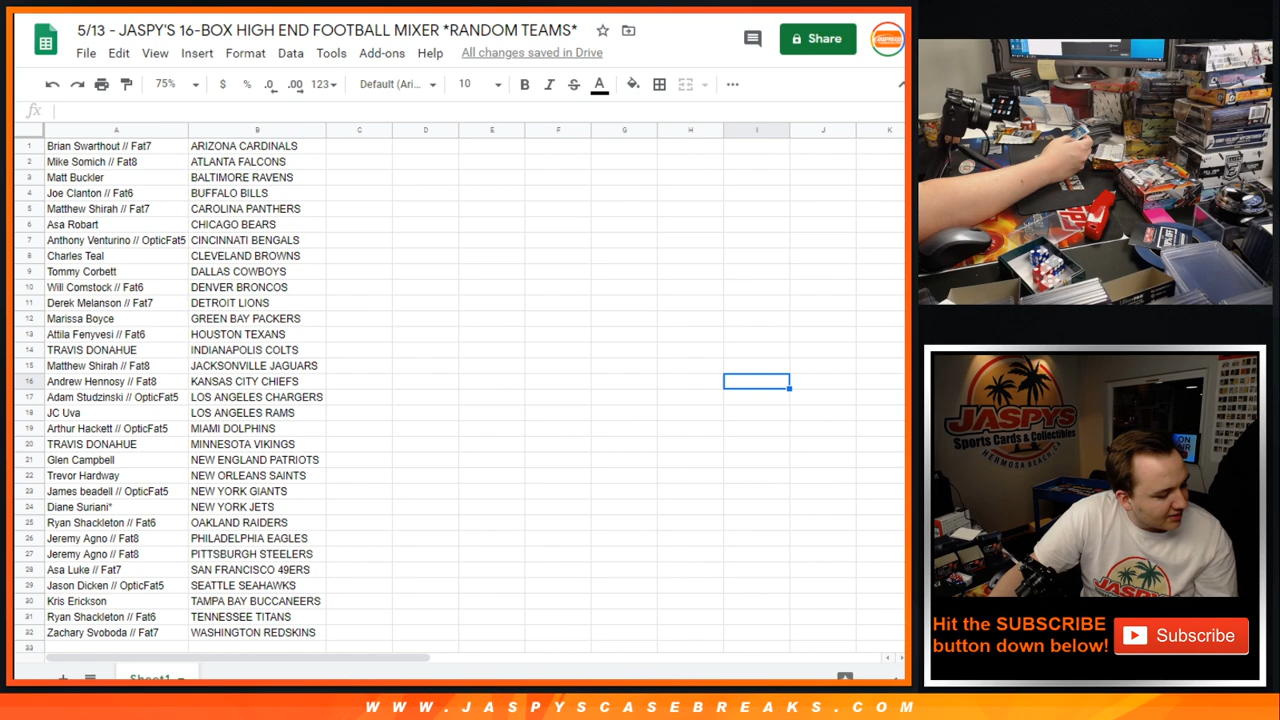 5/13 - JASPY'S 16-BOX HIGH END FOOTBALL MIXER *RANDOM TEAMS*
File Edit View Insert Format Data Tools Add-ons Help All changes saved in Drive
Share
75% $ % .0 .00 123 Default (Ari... 10 B I S A
fx
A B C D E F G H I J K
1 Brian Swarthout // Fat7 ARIZONA CARDINALS
2 Mike Somich // Fat8 ATLANTA FALCONS
3 Matt Buckler BALTIMORE RAVENS
4 Joe Clanton // Fat6 BUFFALO BILLS
5 Matthew Shirah // Fat7 CAROLINA PANTHERS
6 Asa Robart CHICAGO BEARS
7 Anthony Venturino // OpticFat5 CINCINNATI BENGALS
8 Charles Teal CLEVELAND BROWNS
9 Tommy Corbett DALLAS COWBOYS
10 Will Comstock // Fat6 DENVER BRONCOS
11 Derek Melanson // Fat7 DETROIT LIONS
12 Marissa Boyce GREEN BAY PACKERS
13 Attila Fenyvesi // Fat6 HOUSTON TEXANS
14 TRAVIS DONAHUE INDIANAPOLIS COLTS
15 Matthew Shirah // Fat8 JACKSONVILLE JAGUARS
16 Andrew Hennosy // Fat8 KANSAS CITY CHIEFS
17 Adam Studzinski // OpticFat5 LOS ANGELES CHARGERS
18 JC Uva LOS ANGELES RAMS
19 Arthur Hackett // OpticFat5 MIAMI DOLPHINS
20 TRAVIS DONAHUE MINNESOTA VIKINGS
21 Glen Campbell NEW ENGLAND PATRIOTS
22 Trevor Hardway NEW ORLEANS SAINTS
23 James beadell // OpticFat5 NEW YORK GIANTS
24 Diane Suriani* NEW YORK JETS
25 Ryan Shackleton // Fat6 OAKLAND RAIDERS
26 Jeremy Agno // Fat8 PHILADELPHIA EAGLES
27 Jeremy Agno // Fat8 PITTSBURGH STEELERS
28 Asa Luke // Fat7 SAN FRANCISCO 49ERS
29 Jason Dicken // OpticFat5 SEATTLE SEAHAWKS
30 Kris Erickson TAMPA BAY BUCCANEERS
31 Ryan Shackleton // Fat6 TENNESSEE TITANS
32 Zachary Svoboda // Fat7 WASHINGTON REDSKINS
33
Sheet1
JASPYS
Sports Cards & Collectibles
HERMOSA BEACH, CA
ON AIR
Hit the SUBSCRIBE
button down below!
Subscribe
WWW.JASPYSCASEBREAKS.COM